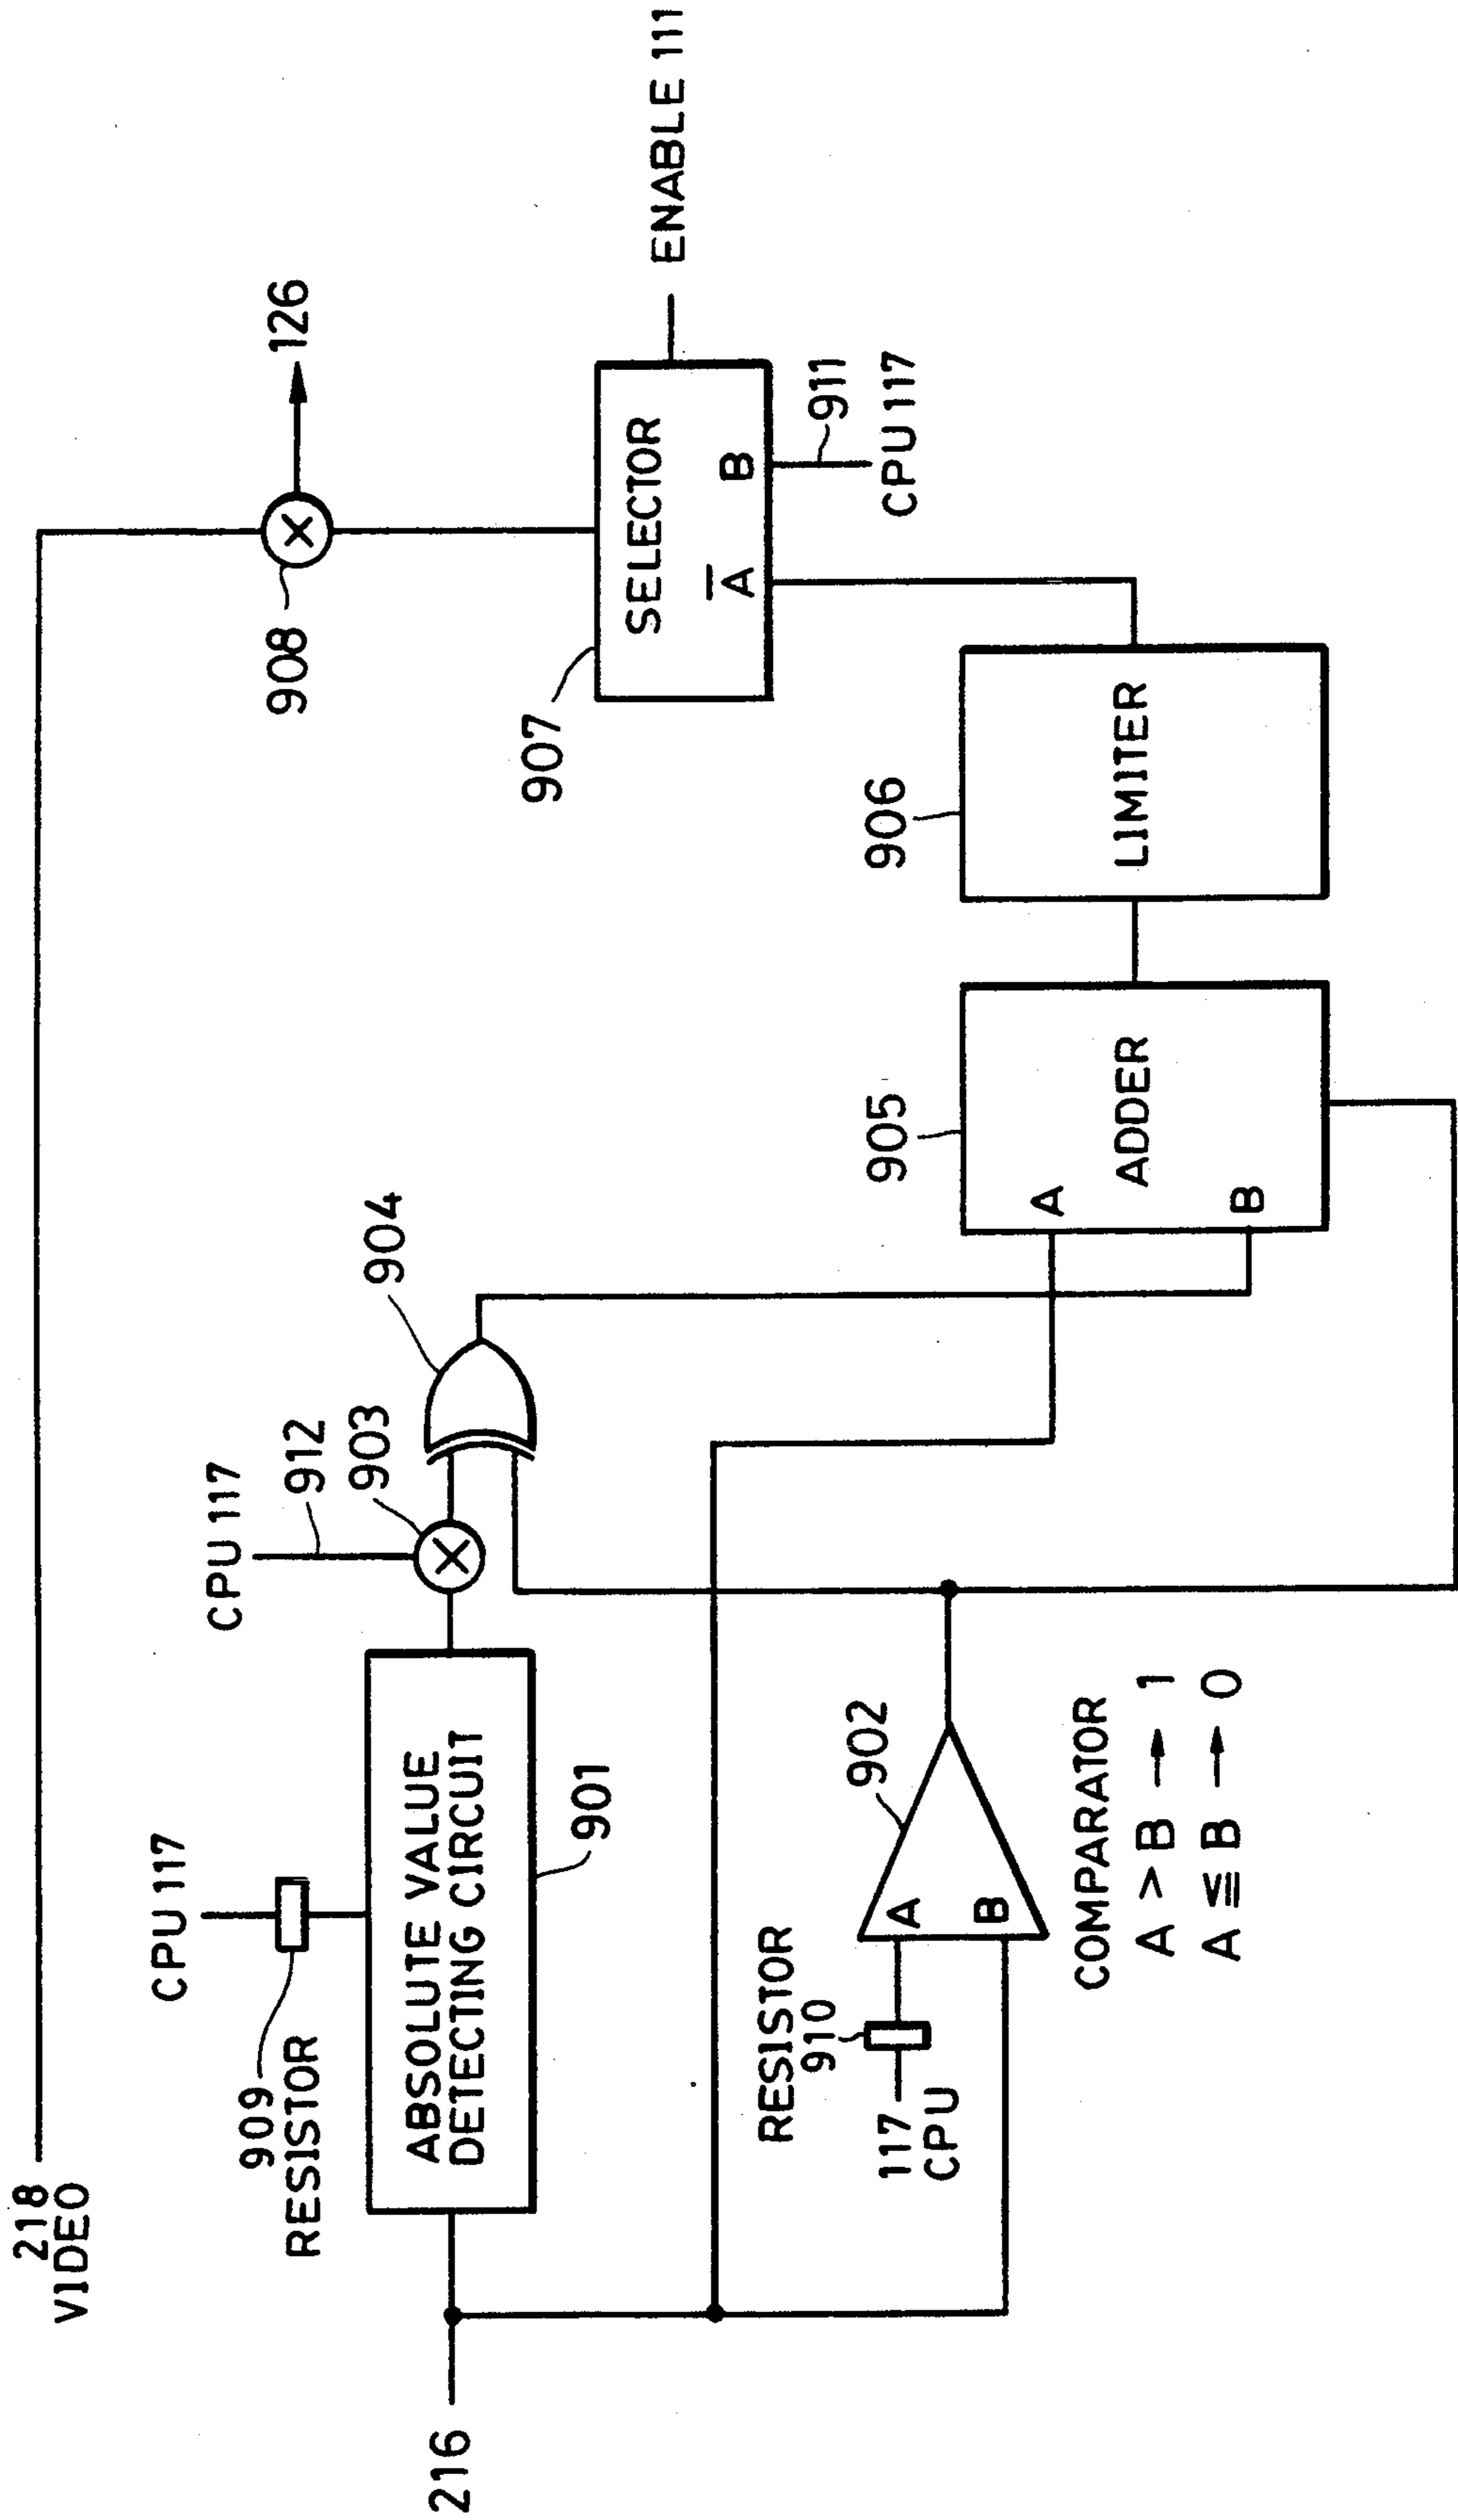 218
VIDEO
126
908
ENABLE 111
SELECTOR
A
B
907
911
CPU 117
CPU 117
909
RESISTOR
ABSOLUTE VALUE
DETECTING CIRCUIT
901
CPU 117
912
903
904
216
RESISTOR
910
117
CPU
A
B
902
COMPARATOR
A > B → 1
A ≦ B → 0
905
A
ADDER
B
906
LIMITER